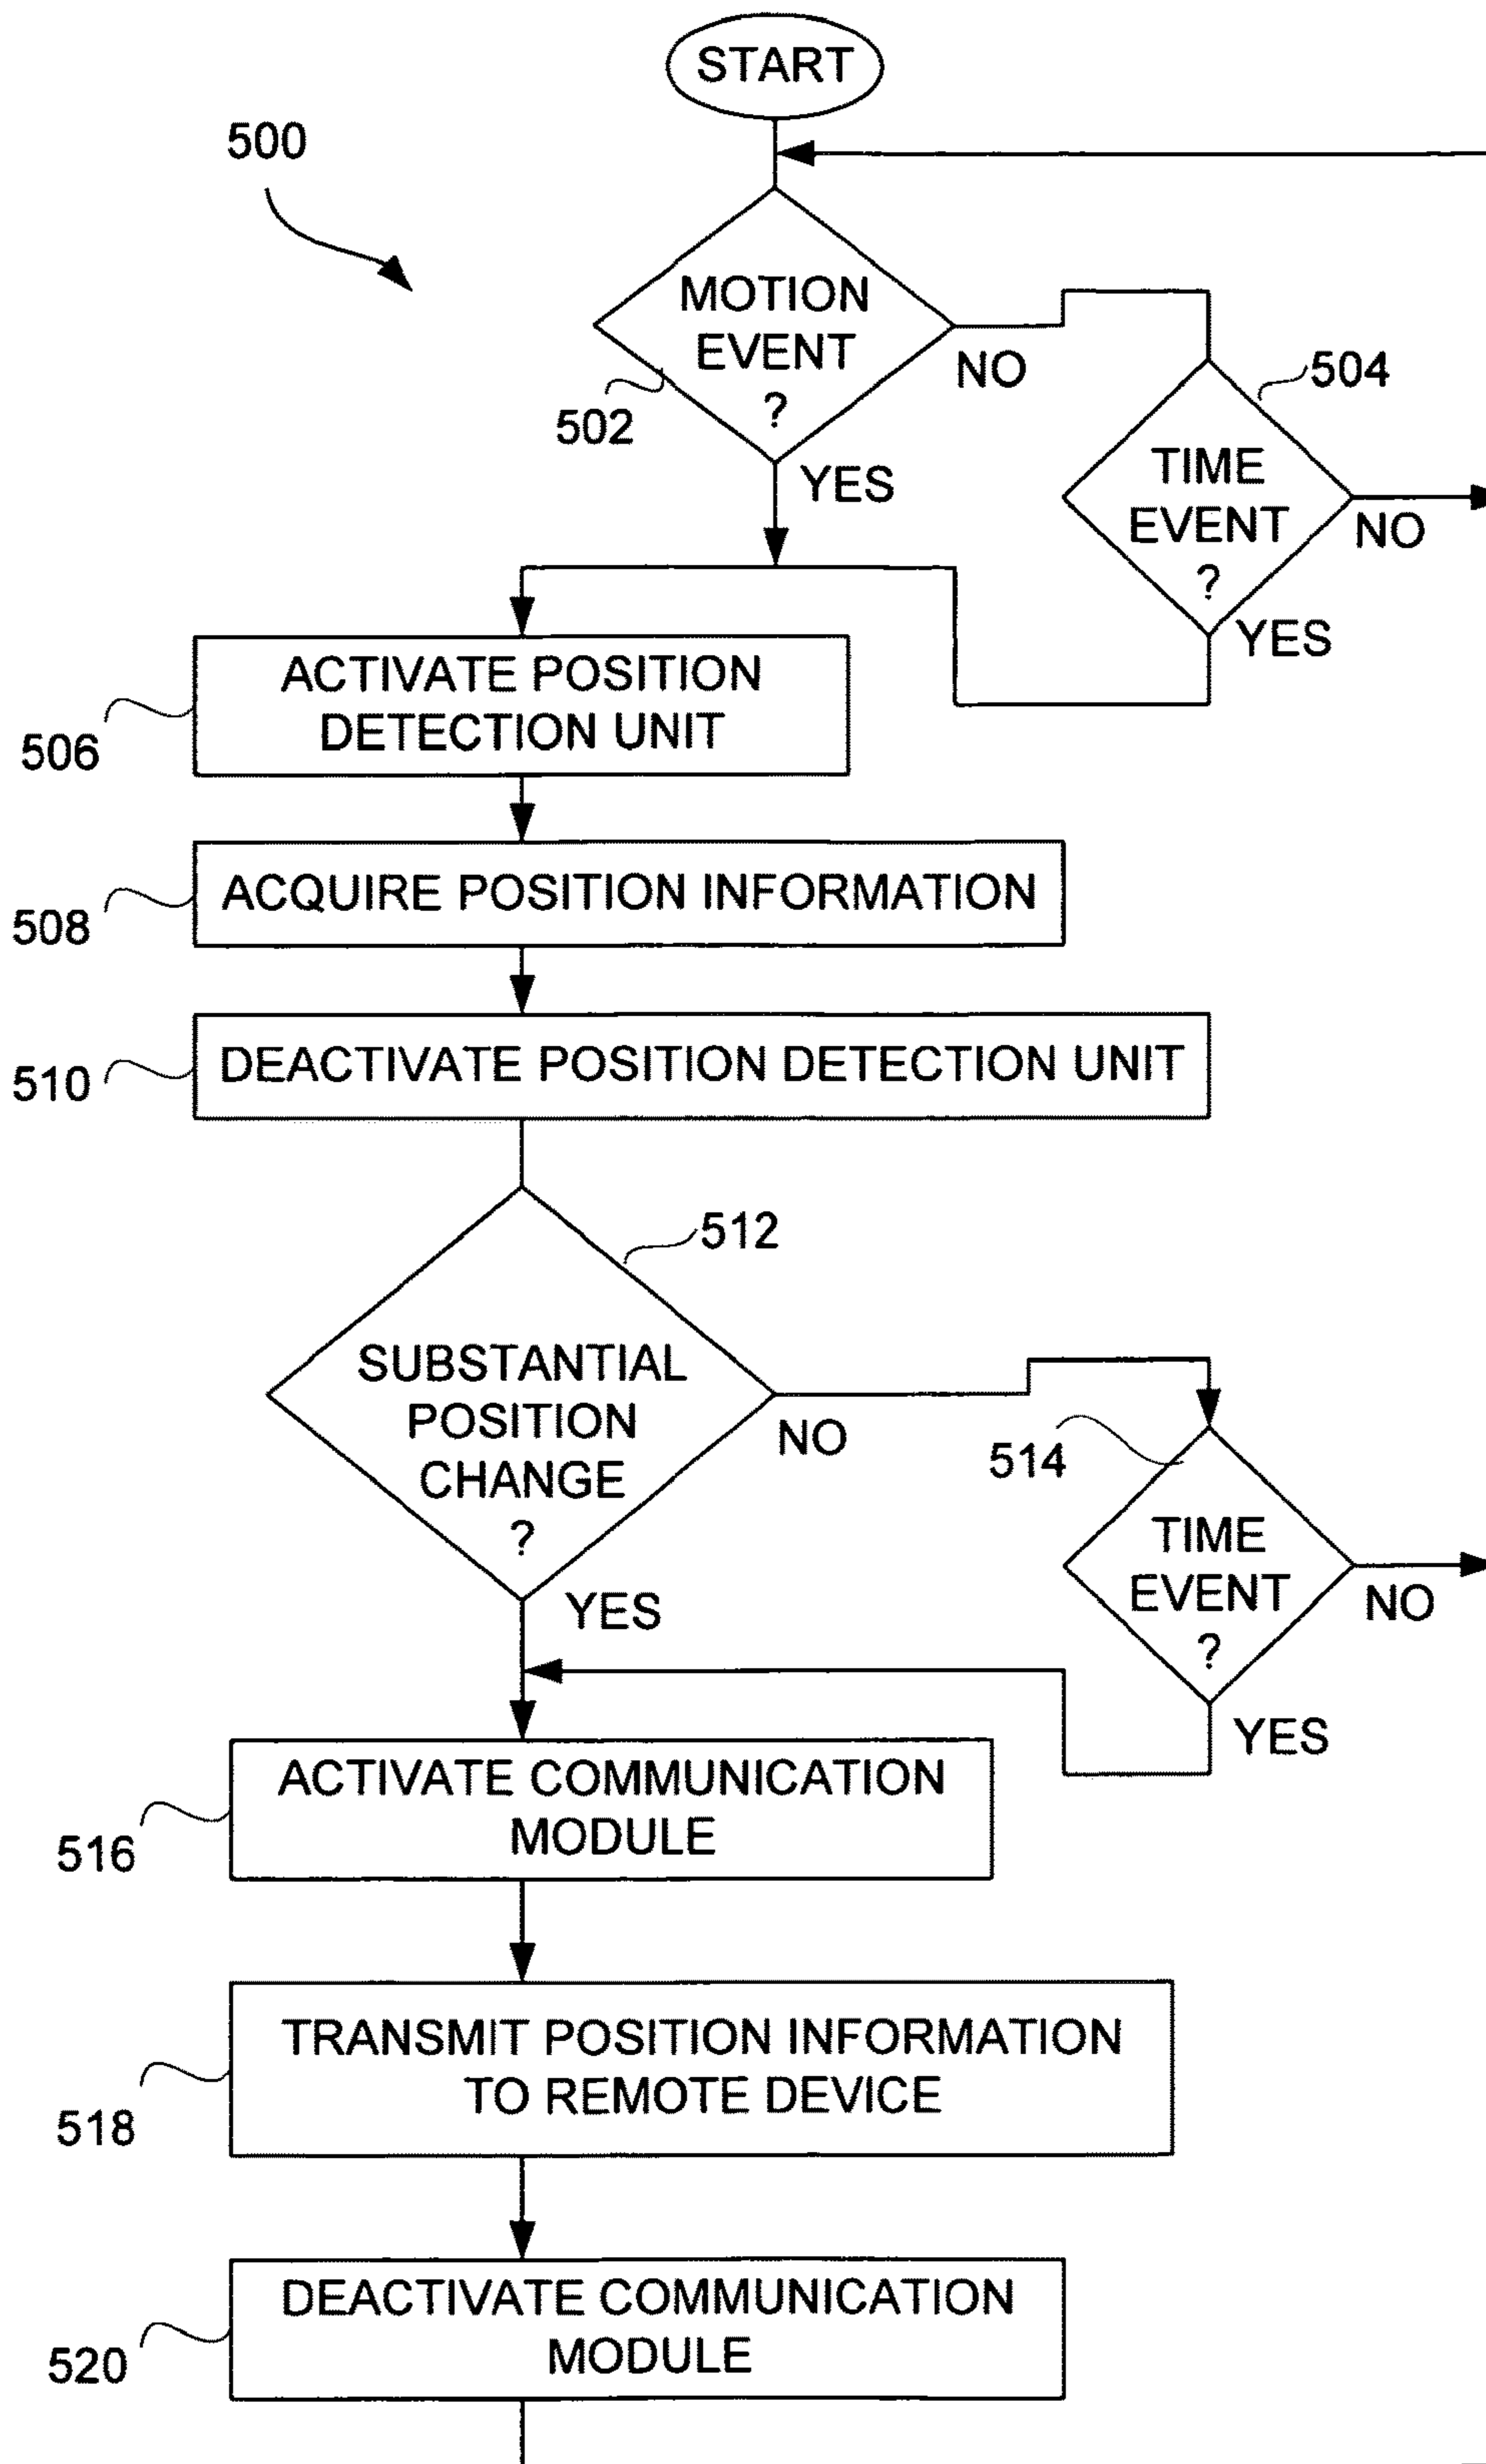 START
500
MOTION
EVENT
?
502
NO
YES
504
TIME
EVENT
?
NO
YES
ACTIVATE POSITION
DETECTION UNIT
506
ACQUIRE POSITION INFORMATION
508
DEACTIVATE POSITION DETECTION UNIT
510
512
SUBSTANTIAL
POSITION
CHANGE
?
NO
YES
514
TIME
EVENT
?
NO
YES
ACTIVATE COMMUNICATION
MODULE
516
TRANSMIT POSITION INFORMATION
TO REMOTE DEVICE
518
DEACTIVATE COMMUNICATION
MODULE
520